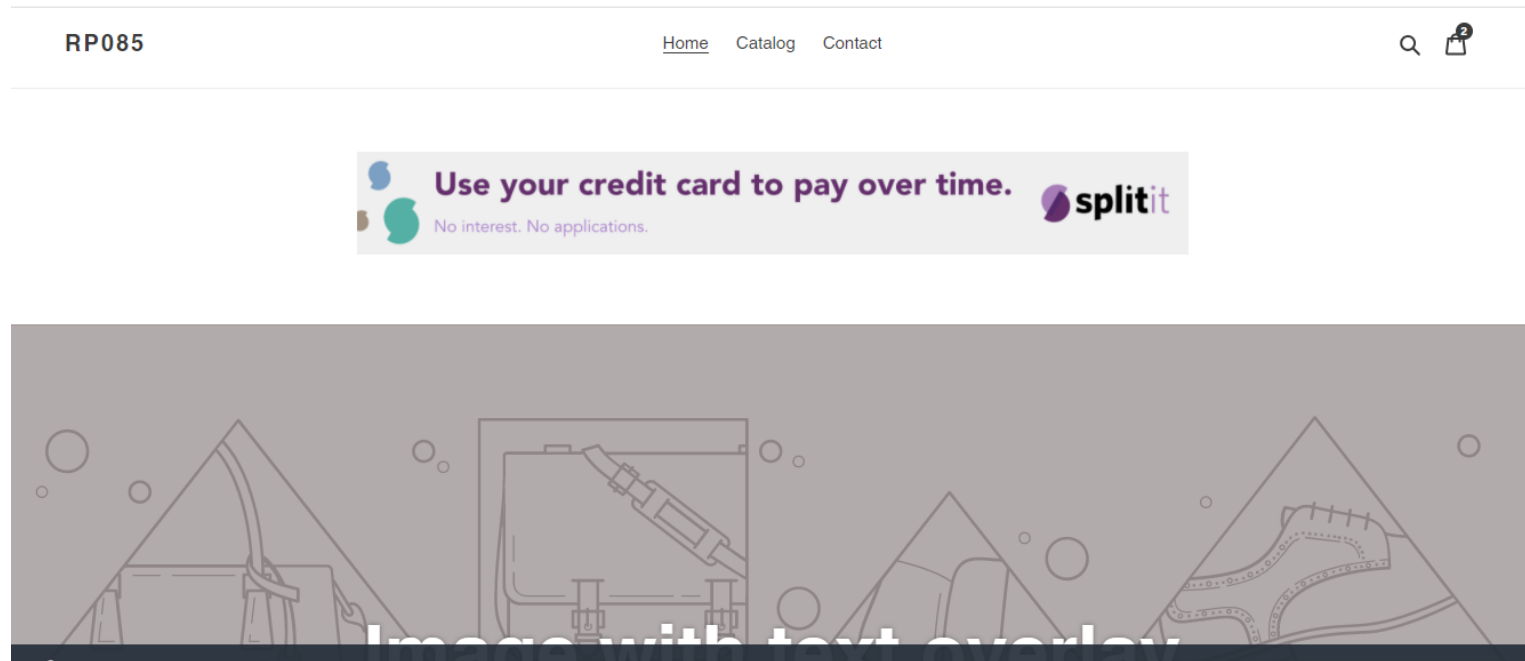 RP085
Home Catalog Contact
2
Use your credit card to pay over time.
No interest. No applications.
splitit
Image with text overlay